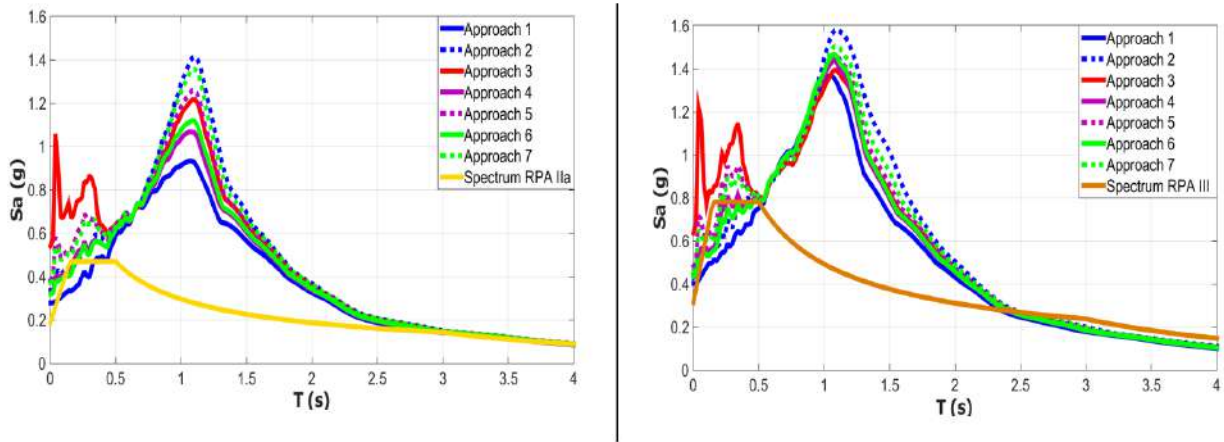 1.6
1.4
1.2
1
0.8
0.6
0.4
0.2
0
Sa (g)
0 0.5 1 1.5 2 2.5 3 3.5 4
T (s)
Approach 1
Approach 2
Approach 3
Approach 4
Approach 5
Approach 6
Approach 7
Spectrum RPA IIa
1.6
1.4
1.2
1
0.8
0.6
0.4
0.2
0
Sa (g)
0 0.5 1 1.5 2 2.5 3 3.5 4
T (s)
Approach 1
Approach 2
Approach 3
Approach 4
Approach 5
Approach 6
Approach 7
Spectrum RPA III